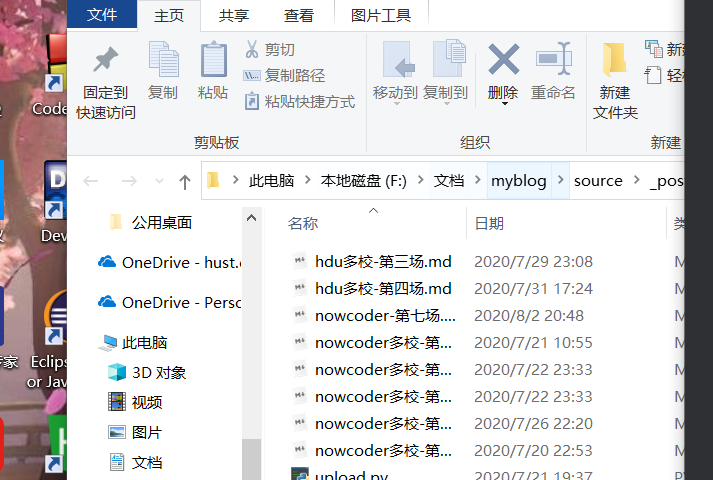 文件 主页 共享 查看 图片工具
剪切
复制路径
粘贴快捷方式
固定到
快速访问
复制
粘贴
移动到 复制到 删除 重命名
新建
文件夹
剪贴板 组织 新建
此电脑 本地磁盘 (F:) 文档 myblog source _pos
名称 日期
公用桌面
OneDrive - hust.
OneDrive - Perso
此电脑
3D 对象
视频
图片
文档
hdu多校-第三场.md 2020/7/29 23:08
hdu多校-第四场.md 2020/7/31 17:24
nowcoder-第七场.... 2020/8/2 20:48
nowcoder多校-第... 2020/7/21 10:55
nowcoder多校-第... 2020/7/22 23:33
nowcoder多校-第... 2020/7/22 23:33
nowcoder多校-第... 2020/7/26 22:20
nowcoder多校-第... 2020/7/20 22:53
upload.py 2020/7/21 19:37
Code
Dev
Eclips
or Jav